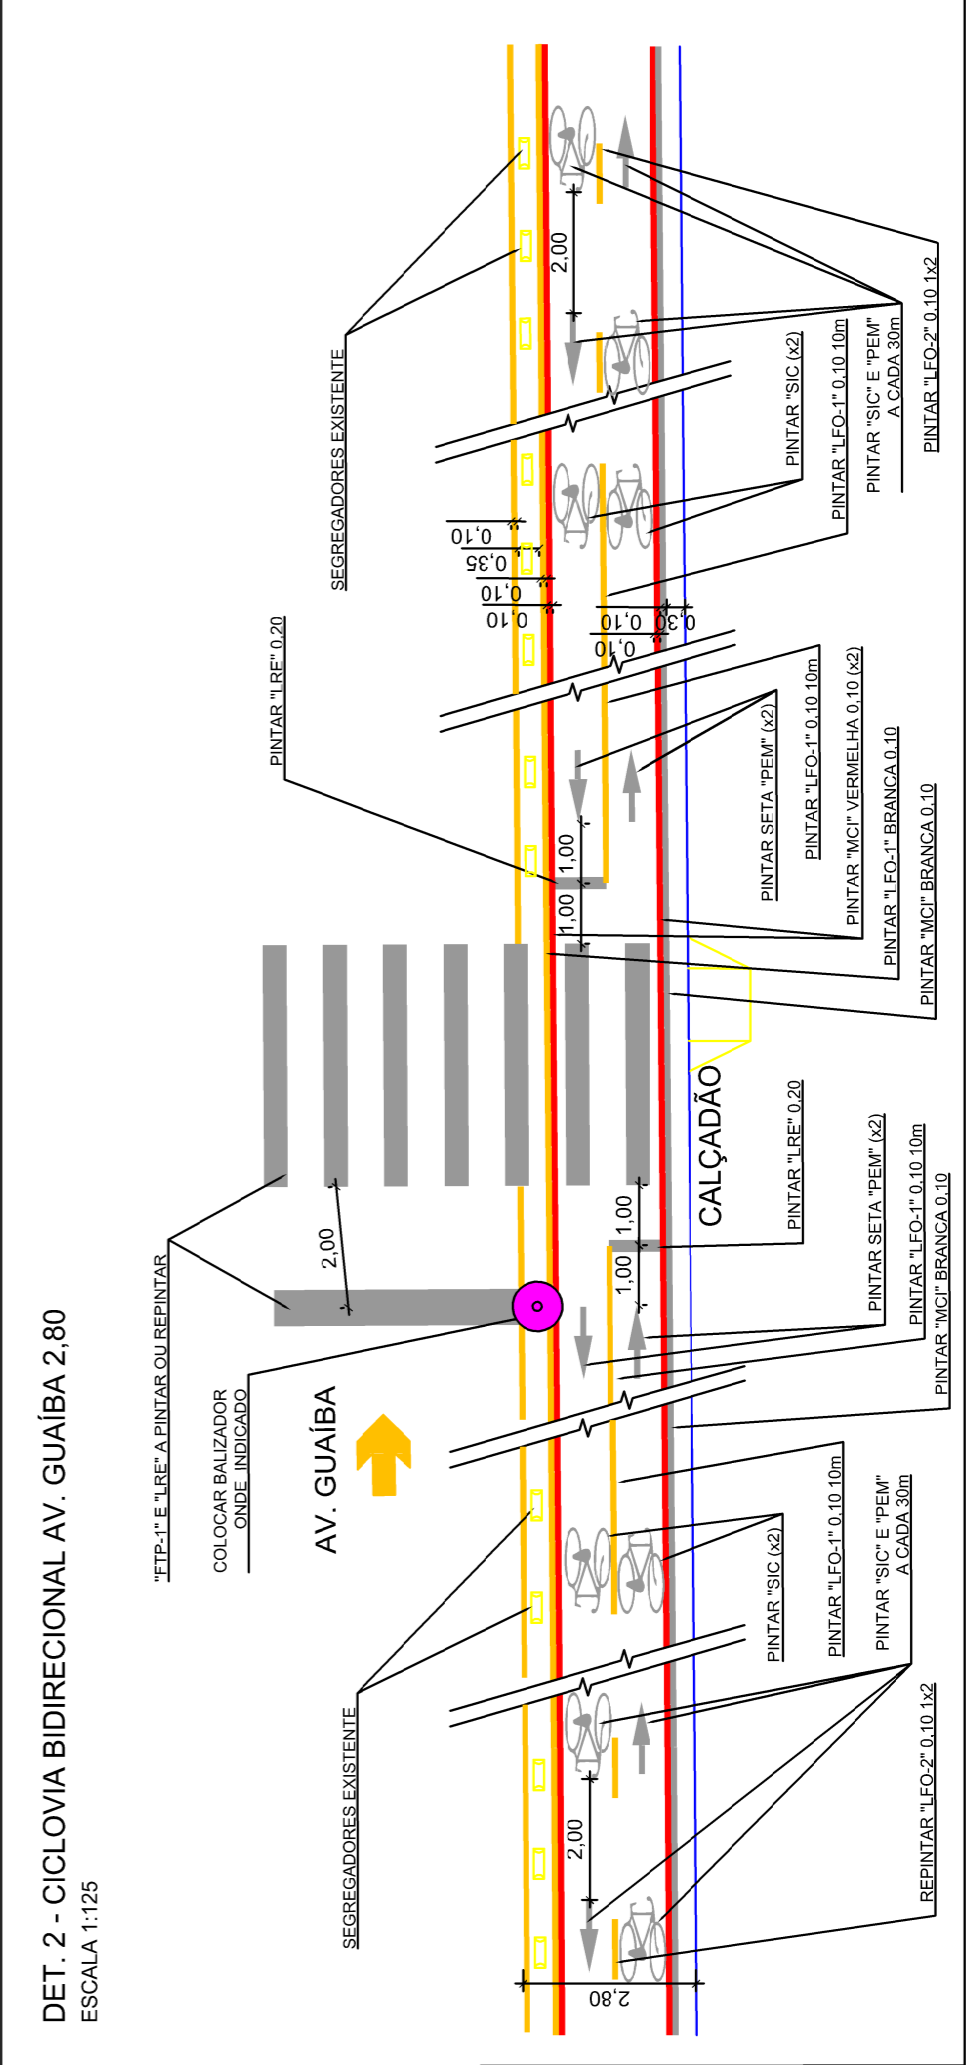 DET. 2 - CICLOVIA BIDIRECIONAL AV. GUAÍBA 2,80
ESCALA 1:125
"FTP-1" E "LRE" A PINTAR OU REPINTAR
COLOCAR BALIZADOR
ONDE INDICADO
AV. GUAÍBA
SEGREGADORES EXISTENTE
PINTAR "LRE" 0,20
SEGREGADORES EXISTENTE
2,00
0,10
0,35
0,10
0,10
2,00
2,00
2,80
1,00
1,00
1,00
1,00
0,10
0,10
0,30
CALÇADÃO
REPINTAR "LFO-2" 0,10 1x2
PINTAR "SIC" E "PEM"
A CADA 30m
PINTAR "LFO-1" 0,10 10m
PINTAR "SIC (x2)
PINTAR "MCI" BRANCA 0,10
PINTAR "LFO-1" 0,10 10m
PINTAR SETA "PEM" (x2)
PINTAR "LRE" 0,20
PINTAR "MCI" BRANCA 0,10
PINTAR "LFO-1" BRANCA 0,10
PINTAR "MCI" VERMELHA 0,10 (x2)
PINTAR "LFO-1" 0,10 10m
PINTAR SETA "PEM" (x2)
PINTAR "SIC (x2)
PINTAR "LFO-1" 0,10 10m
PINTAR "SIC" E "PEM"
A CADA 30m
PINTAR "LFO-2" 0,10 1x2